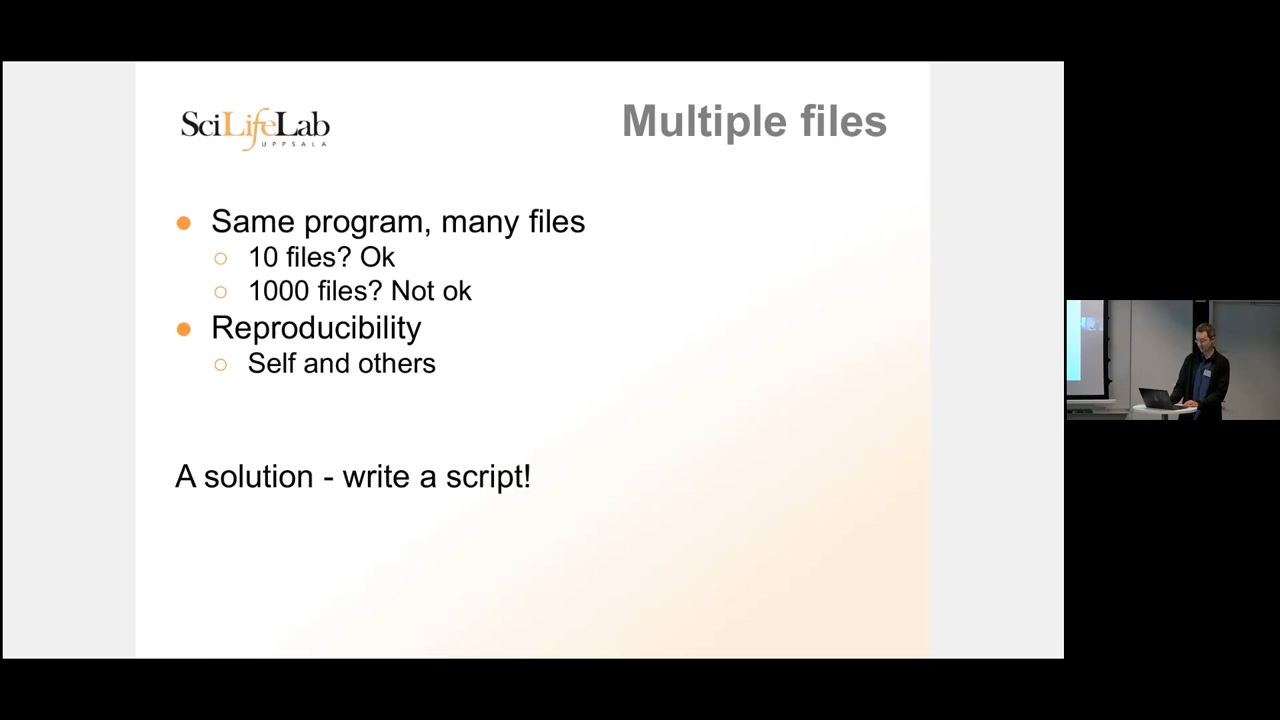 SciLifeLab
UPPSALA
Multiple files
Same program, many files
10 files? Ok
1000 files? Not ok
Reproducibility
Self and others
A solution - write a script!